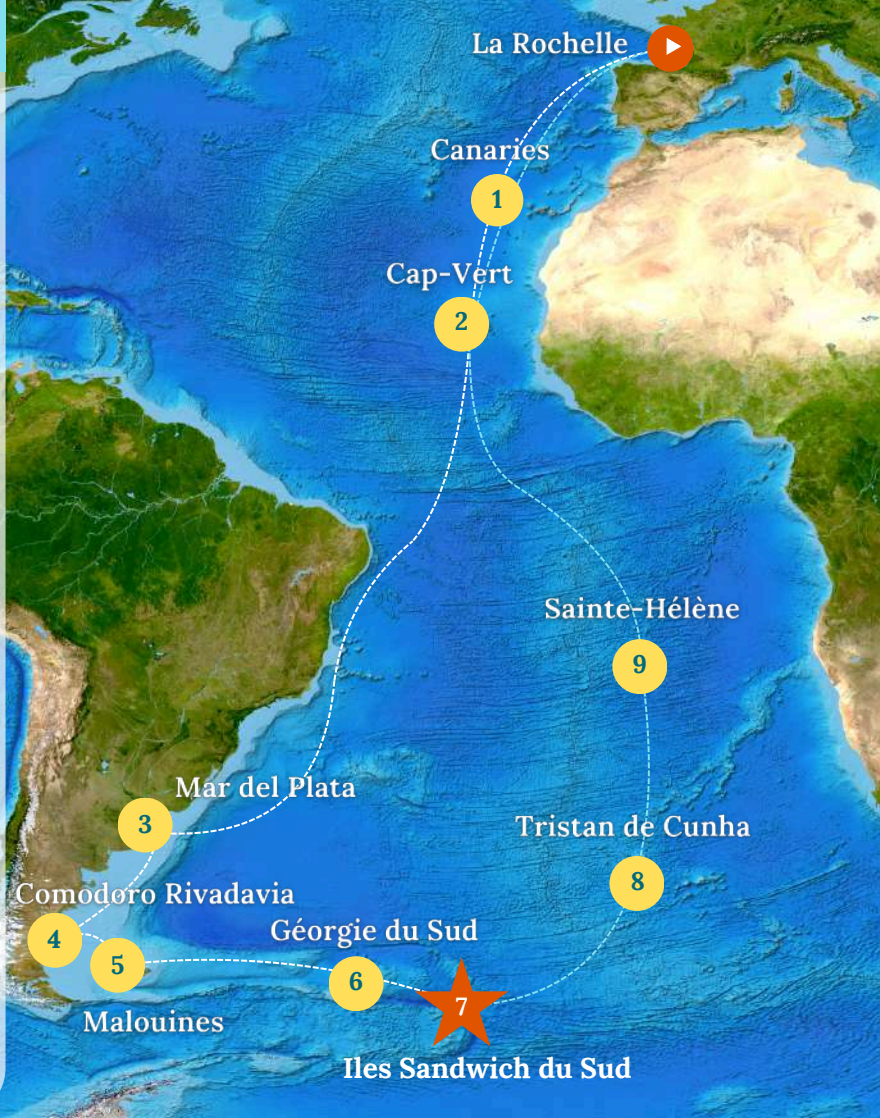 La Rochelle
Canaries
1
Cap-Vert
2
Sainte-Hélène
9
Mar del Plata
3
Tristan de Cunha
8
Comodoro Rivadavia
4
Géorgie du Sud
5
6
7
Malouines
Iles Sandwich du Sud